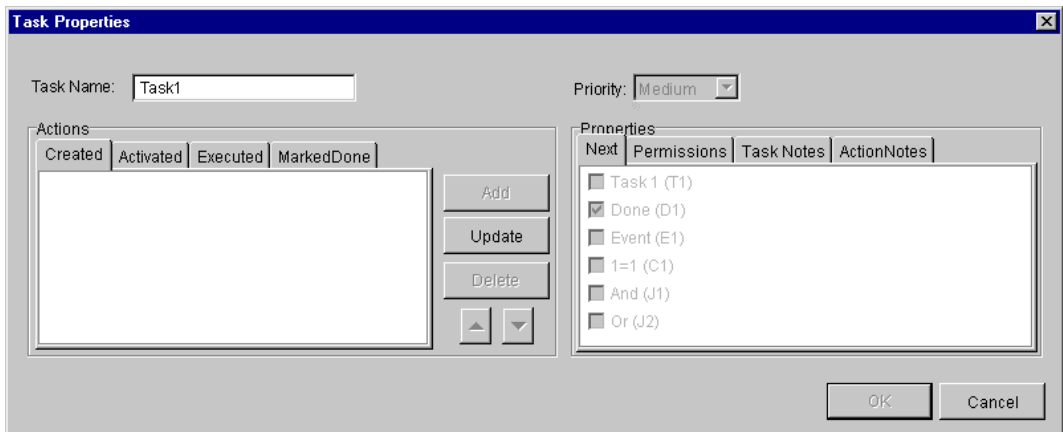 Task Properties
Task Name: Task1
Priority: Medium
Actions
Created Activated Executed MarkedDone
Add
Update
Delete
Properties
Next Permissions Task Notes ActionNotes
Task 1 (T1)
Done (D1)
Event (E1)
1=1 (C1)
And (J1)
Or (J2)
OK Cancel